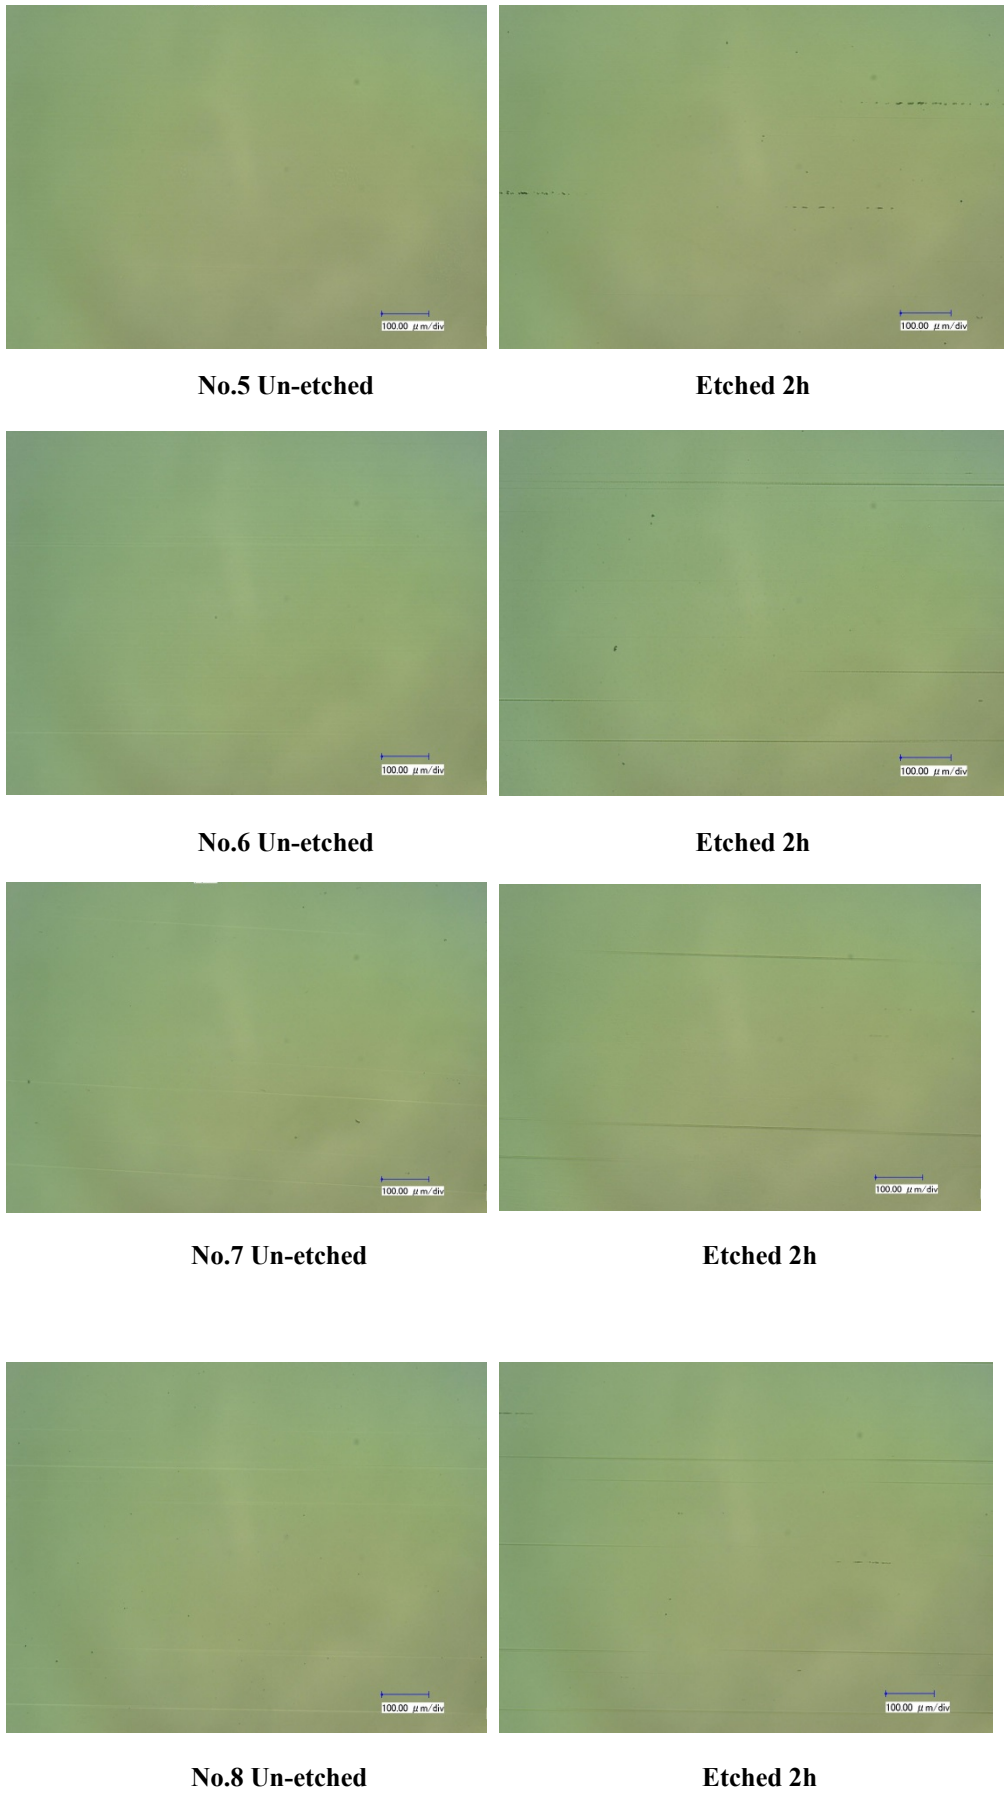 100.00 μm/div
100.00 μm/div
No.5 Un-etched
Etched 2h
100.00 μm/div
100.00 μm/div
No.6 Un-etched
Etched 2h
100.00 μm/div
100.00 μm/div
No.7 Un-etched
Etched 2h
100.00 μm/div
100.00 μm/div
No.8 Un-etched
Etched 2h